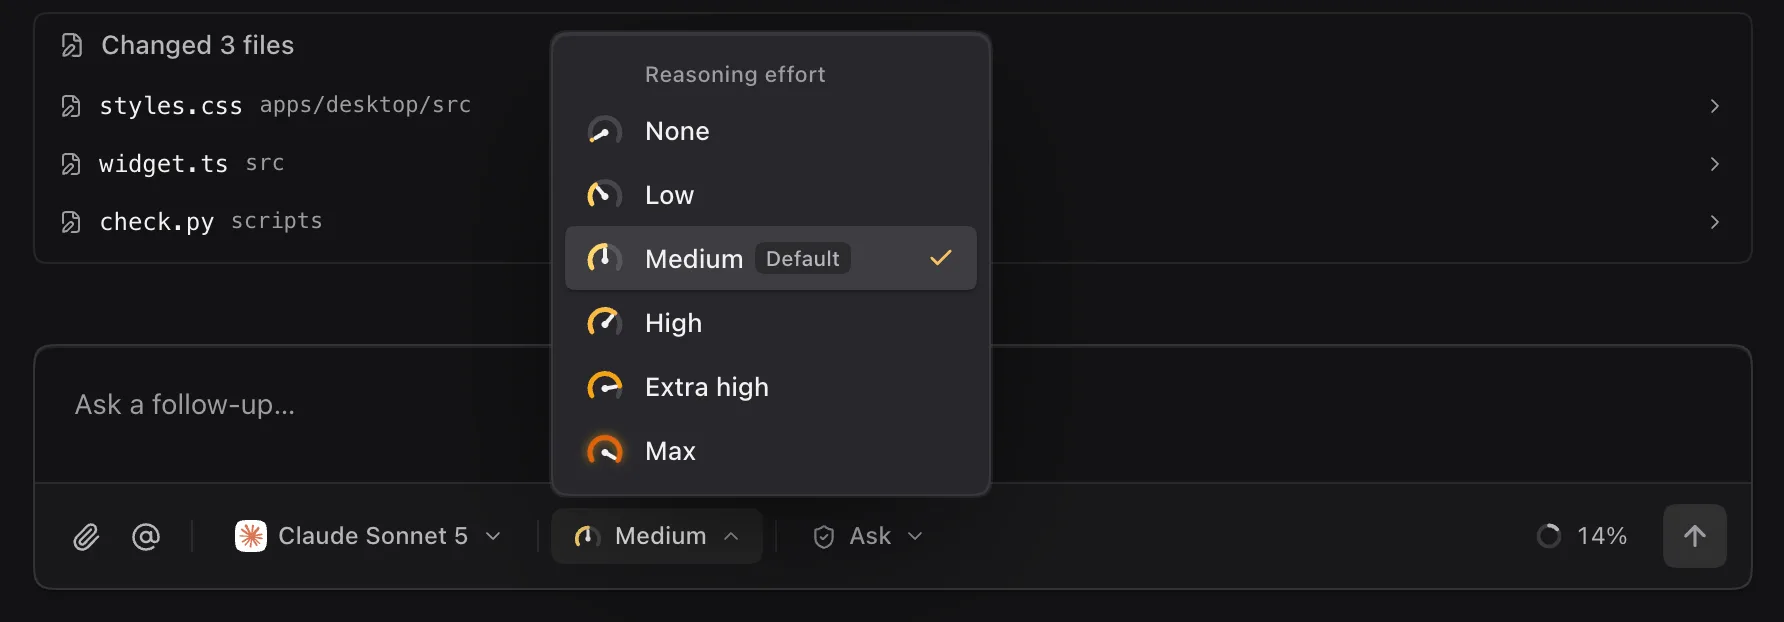 Changed 3 files
styles.css apps/desktop/src
widget.ts src
check.py scripts
Reasoning effort
None
Low
Medium Default
High
Extra high
Max
Ask a follow-up...
Claude Sonnet 5 Medium Ask 14%